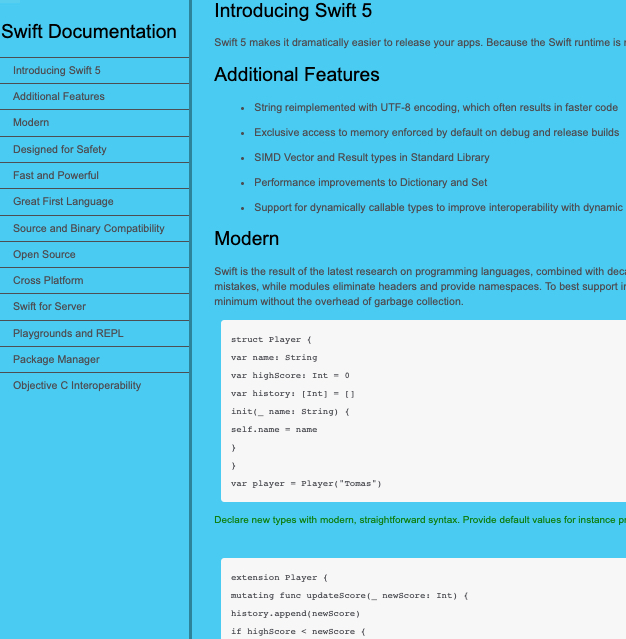 Swift Documentation
Introducing Swift 5
Additional Features
Modern
Designed for Safety
Fast and Powerful
Great First Language
Source and Binary Compatibility
Open Source
Cross Platform
Swift for Server
Playgrounds and REPL
Package Manager
Objective C Interoperability
Introducing Swift 5
Swift 5 makes it dramatically easier to release your apps. Because the Swift runtime is
Additional Features
• String reimplemented with UTF-8 encoding, which often results in faster code
• Exclusive access to memory enforced by default on debug and release builds
• SIMD Vector and Result types in Standard Library
• Performance improvements to Dictionary and Set
• Support for dynamically callable types to improve interoperability with dynamic
Modern
Swift is the result of the latest research on programming languages, combined with
mistakes, while modules eliminate headers and provide namespaces. To best support
minimum without the overhead of garbage collection.
struct Player {
var name: String
var highScore: Int = 0
var history: [Int] = []
init(_ name: String) {
self.name = name
}
}
var player = Player("Tomas")
Declare new types with modern, straightforward syntax. Provide default values for instance
extension Player {
mutating func updateScore(_ newScore: Int) {
history.append(newScore)
if highScore < newScore {